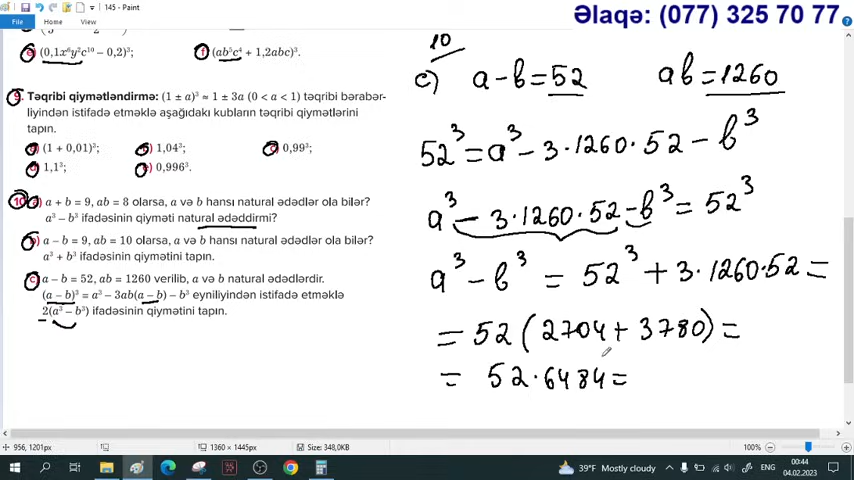 145 - Paint
Əlaqə: (077) 325 70 77
File Home View
e) (0,1x⁶y²c¹⁰ – 0,2)³; f) (ab³c⁴ + 1,2abc)³.
9. Təqribi qiymətləndirmə: (1 ± a)³ ≈ 1 ± 3a (0 < a < 1) təqribi bərabər-
liyindən istifadə etməklə aşağıdakı kubların təqribi qiymətlərini
tapın.
a) (1 + 0,01)³; b) 1,04³; c) 0,99³;
d) 1,1³; e) 0,996³.
10. a) a + b = 9, ab = 8 olarsa, a və b hansı natural ədədlər ola bilər?
a³ – b³ ifadəsinin qiyməti natural ədəddirmi?
b) a – b = 9, ab = 10 olarsa, a və b hansı natural ədədlər ola bilər?
a³ + b³ ifadəsinin qiymətini tapın.
c) a – b = 52, ab = 1260 verilib, a və b natural ədədlərdir.
(a – b)³ = a³ – 3ab(a – b) – b³ eyniliyindən istifadə etməklə
2(a³ – b³) ifadəsinin qiymətini tapın.
10
c) a-b=52 ab=1260
52³=a³-3·1260·52-b³
a³-3·1260·52-b³=52³
a³-b³=52³+3·1260·52=
=52(2704+3780)=
=52·6484=
956, 1201px 1360 × 1445px Size: 348,0KB 100%
39°F Mostly cloudy ENG 00:44
04.02.2023